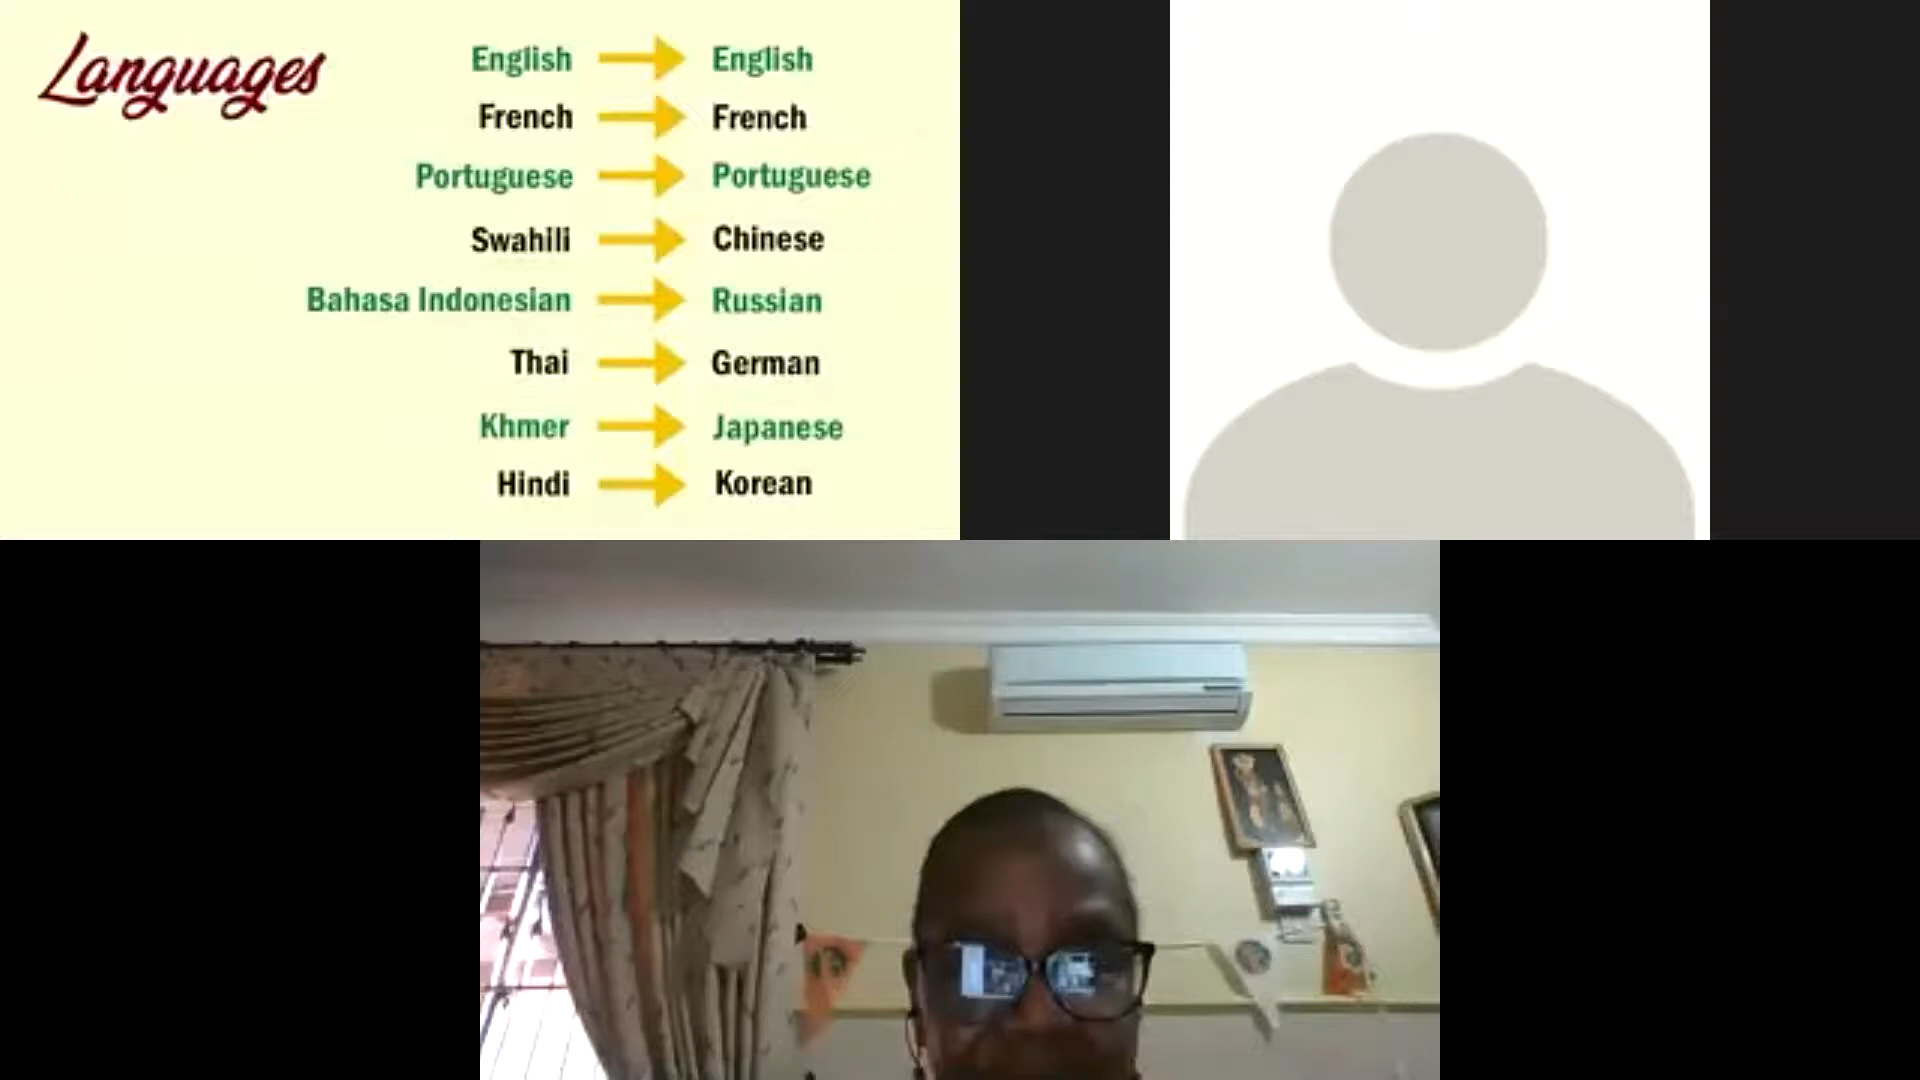 Languages
English → English
French → French
Portuguese → Portuguese
Swahili → Chinese
Bahasa Indonesian → Russian
Thai → German
Khmer → Japanese
Hindi → Korean